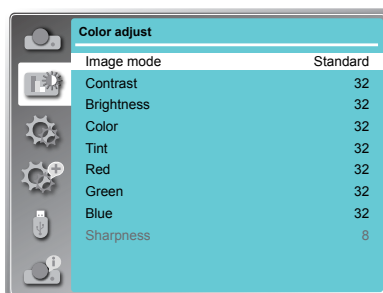 Color adjust
Image mode Standard
Contrast 32
Brightness 32
Color 32
Tint 32
Red 32
Green 32
Blue 32
Sharpness 8